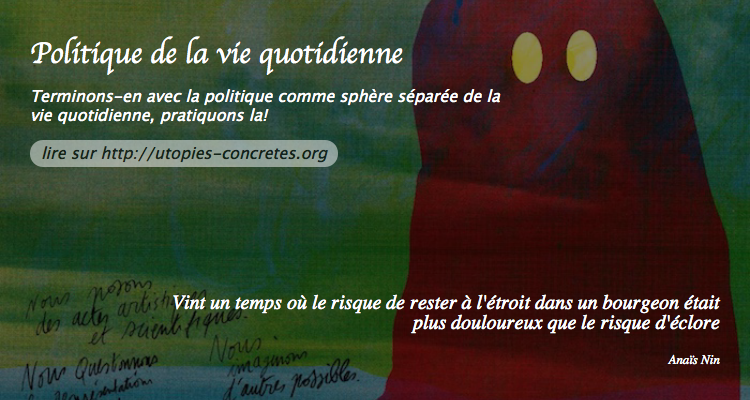 Politique de la vie quotidienne
Terminons-en avec la politique comme sphère séparée de la
vie quotidienne, pratiquons la!
lire sur http://utopies-concretes.org
Nous posons
des actes artistiques
et scientifiques.
Vint un temps où le risque de rester à l'étroit dans un bourgeon était
plus douloureux que le risque d'éclore
Anaïs Nin
Nous Questionnons
représentations
Nous
imaginons
d'autres possibles.